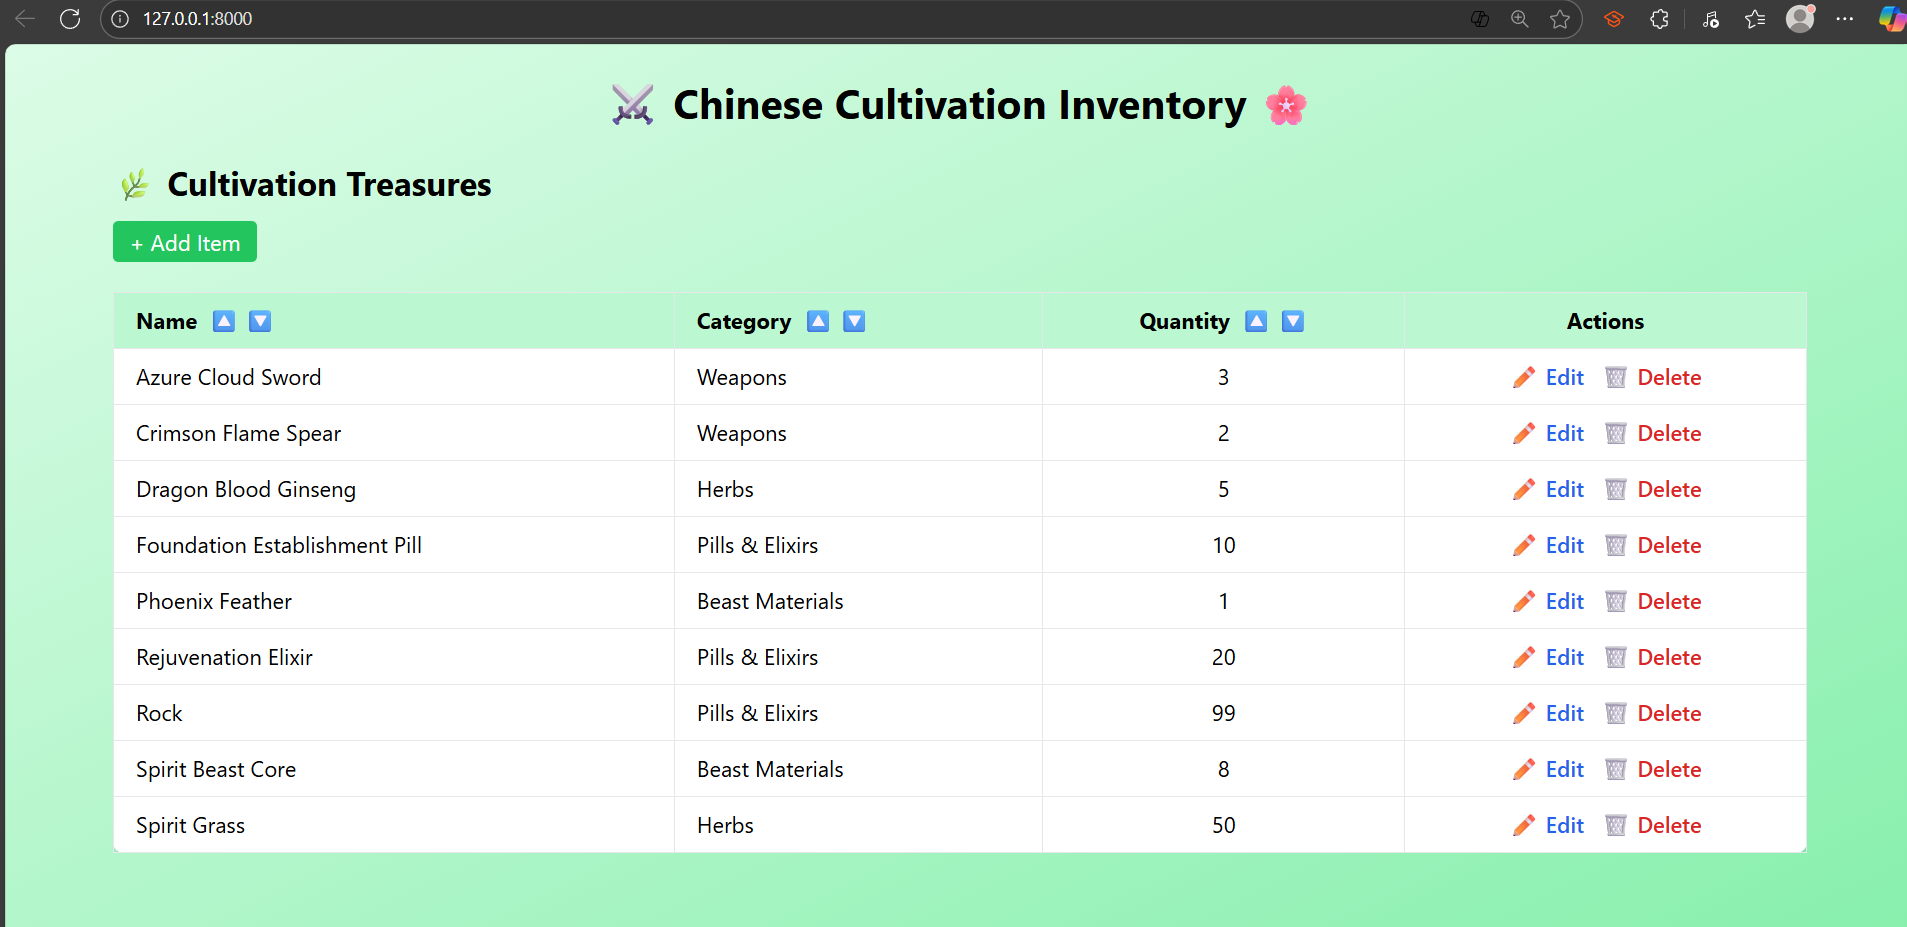 127.0.0.1:8000
Chinese Cultivation Inventory
Cultivation Treasures
+ Add Item
Name Category Quantity Actions
Azure Cloud Sword Weapons 3 Edit Delete
Crimson Flame Spear Weapons 2 Edit Delete
Dragon Blood Ginseng Herbs 5 Edit Delete
Foundation Establishment Pill Pills & Elixirs 10 Edit Delete
Phoenix Feather Beast Materials 1 Edit Delete
Rejuvenation Elixir Pills & Elixirs 20 Edit Delete
Rock Pills & Elixirs 99 Edit Delete
Spirit Beast Core Beast Materials 8 Edit Delete
Spirit Grass Herbs 50 Edit Delete